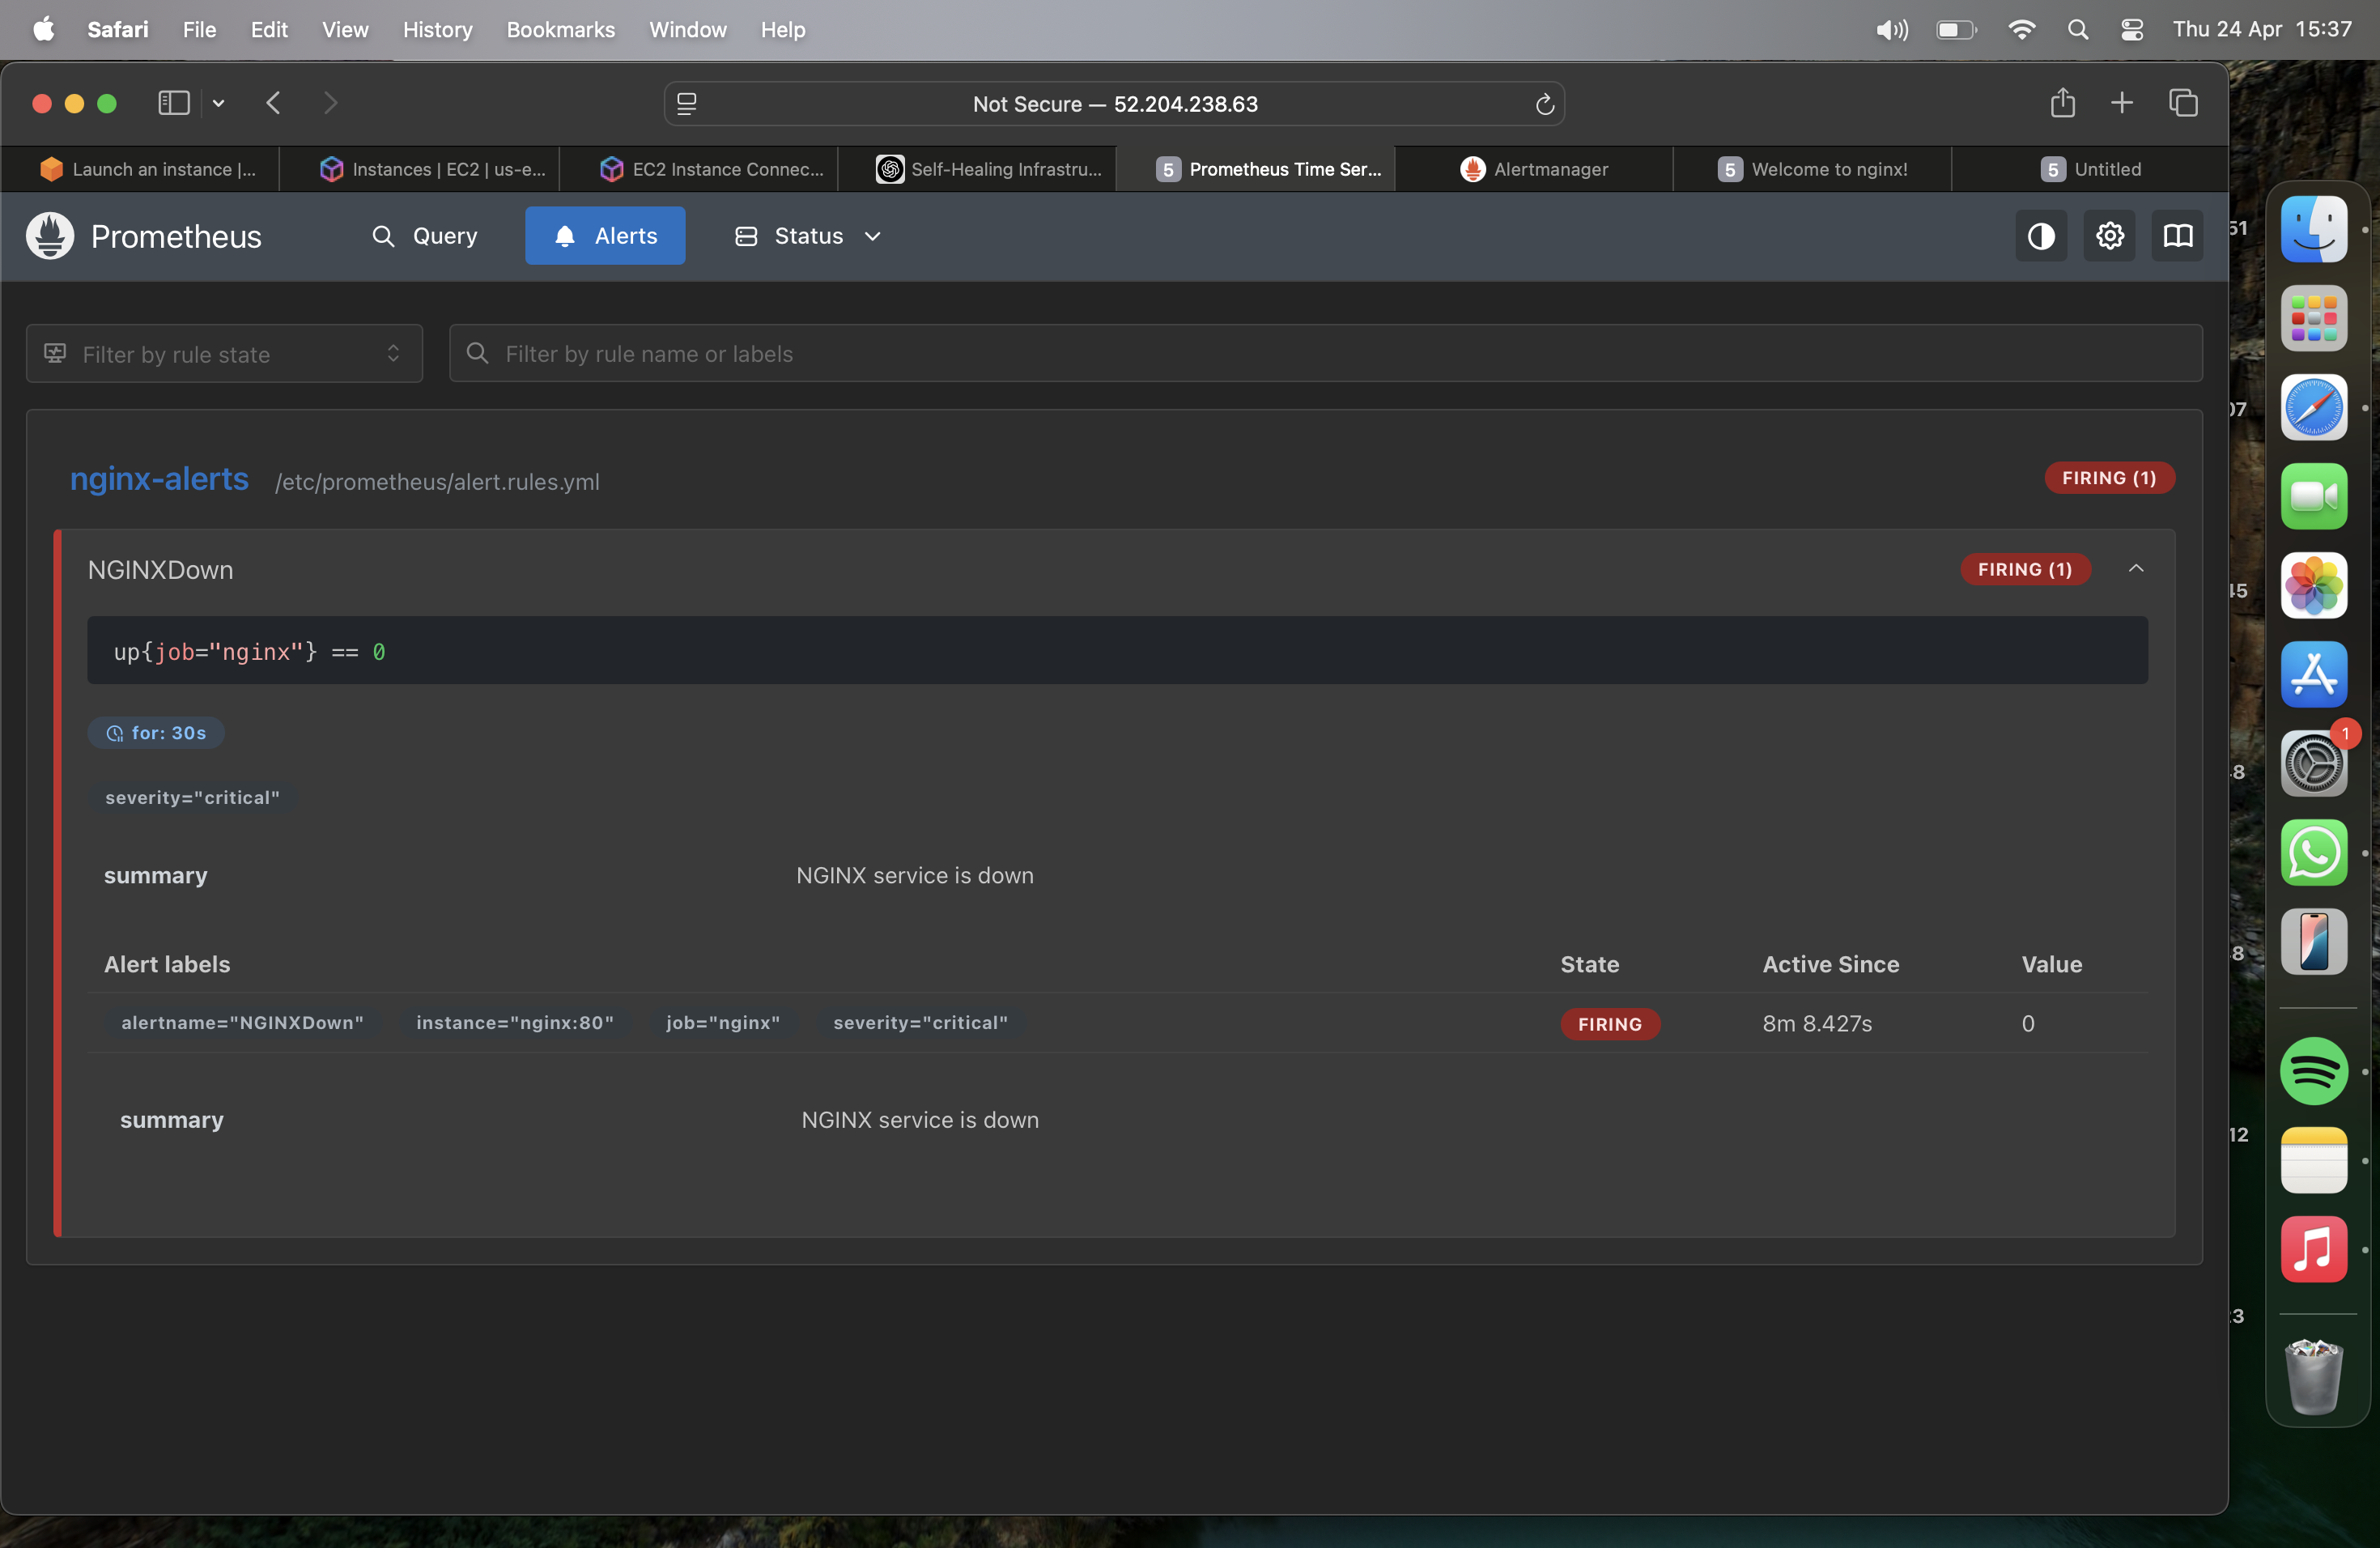 Safari File Edit View History Bookmarks Window Help Thu 24 Apr 15:37
Not Secure — 52.204.238.63
Launch an instance |... Instances | EC2 | us-e... EC2 Instance Connec... Self-Healing Infrastru... 5 Prometheus Time Ser... Alertmanager 5 Welcome to nginx! 5 Untitled
Prometheus Query Alerts Status
Filter by rule state Filter by rule name or labels
nginx-alerts /etc/prometheus/alert.rules.yml FIRING (1)
NGINXDown FIRING (1)
up{job="nginx"} == 0
for: 30s
1
severity="critical"
summary NGINX service is down
Alert labels State Active Since Value
alertname="NGINXDown" instance="nginx:80" job="nginx" severity="critical" FIRING 8m 8.427s 0
summary NGINX service is down
12